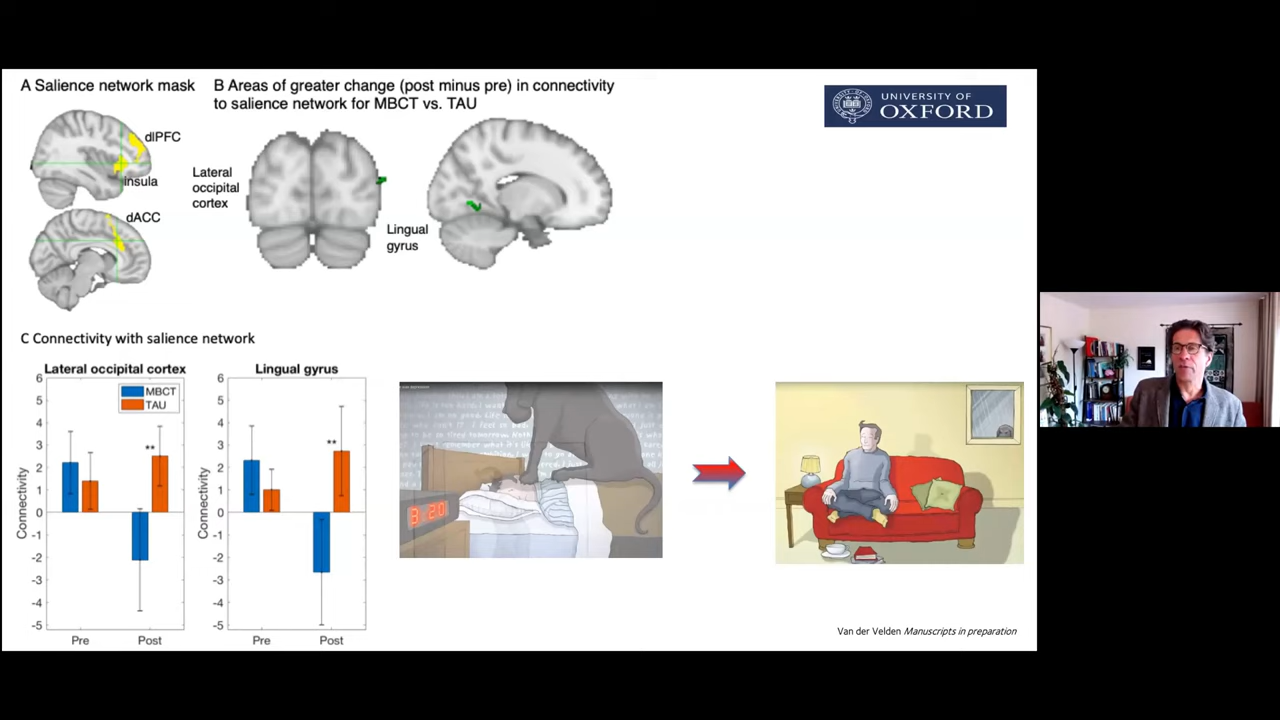 A Salience network mask
dlPFC
Insula
dACC
B Areas of greater change (post minus pre) in connectivity
to salience network for MBCT vs. TAU
Lateral
occipital
cortex
Lingual
gyrus
UNIVERSITY OF
OXFORD
C Connectivity with salience network
Lateral occipital cortex
MBCT
TAU
**
6
5
4
3
2
1
0
-1
-2
-3
-4
-5
Connectivity
Pre
Post
Lingual gyrus
**
6
5
4
3
2
1
0
-1
-2
-3
-4
-5
Connectivity
Pre
Post
3:20
Van der Velden Manuscripts in preparation